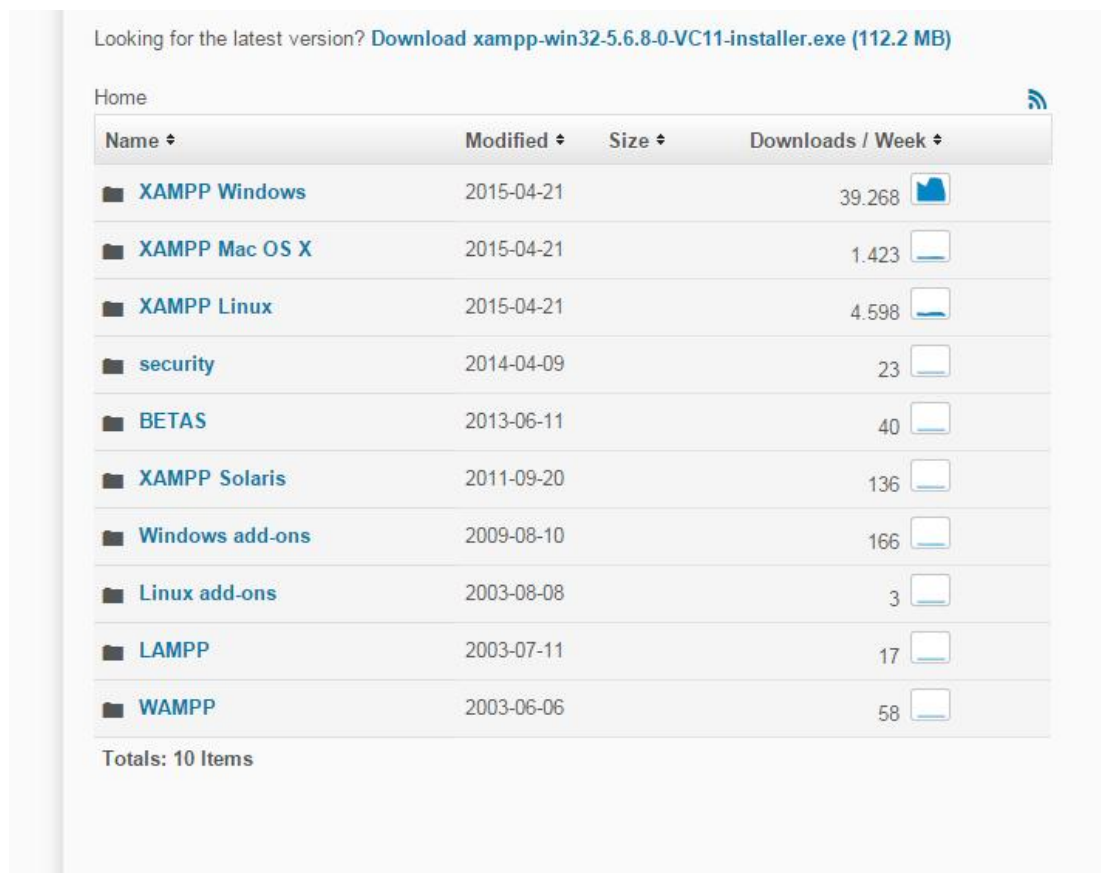 Looking for the latest version? Download xampp-win32-5.6.8-0-VC11-installer.exe (112.2 MB)
Home
Name Modified Size Downloads / Week
XAMPP Windows 2015-04-21 39.268
XAMPP Mac OS X 2015-04-21 1.423
XAMPP Linux 2015-04-21 4.598
security 2014-04-09 23
BETAS 2013-06-11 40
XAMPP Solaris 2011-09-20 136
Windows add-ons 2009-08-10 166
Linux add-ons 2003-08-08 3
LAMPP 2003-07-11 17
WAMPP 2003-06-06 58
Totals: 10 Items